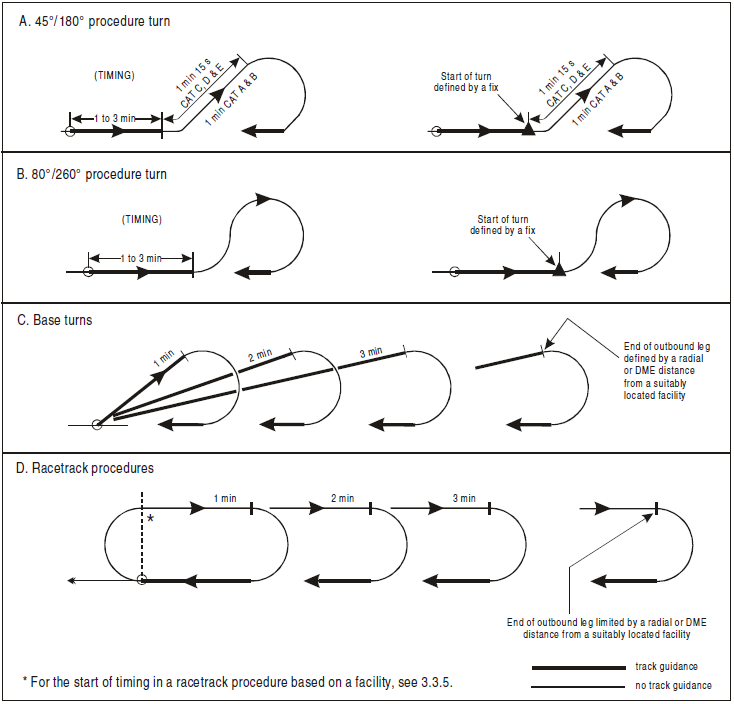 A. 45°/180° procedure turn
(TIMING)
1 to 3 min
1 min 15 s
CAT C, D & E
1 min CAT A & B
Start of turn
defined by a fix
1 min 15 s
CAT C, D & E
1 min CAT A & B
B. 80°/260° procedure turn
(TIMING)
1 to 3 min
Start of turn
defined by a fix
C. Base turns
1 min
2 min
3 min
End of outbound leg
defined by a radial
or DME distance
from a suitably
located facility
D. Racetrack procedures
1 min
2 min
3 min
*
End of outbound leg limited by a radial or DME
distance from a suitably located facility
track guidance
no track guidance
* For the start of timing in a racetrack procedure based on a facility, see 3.3.5.